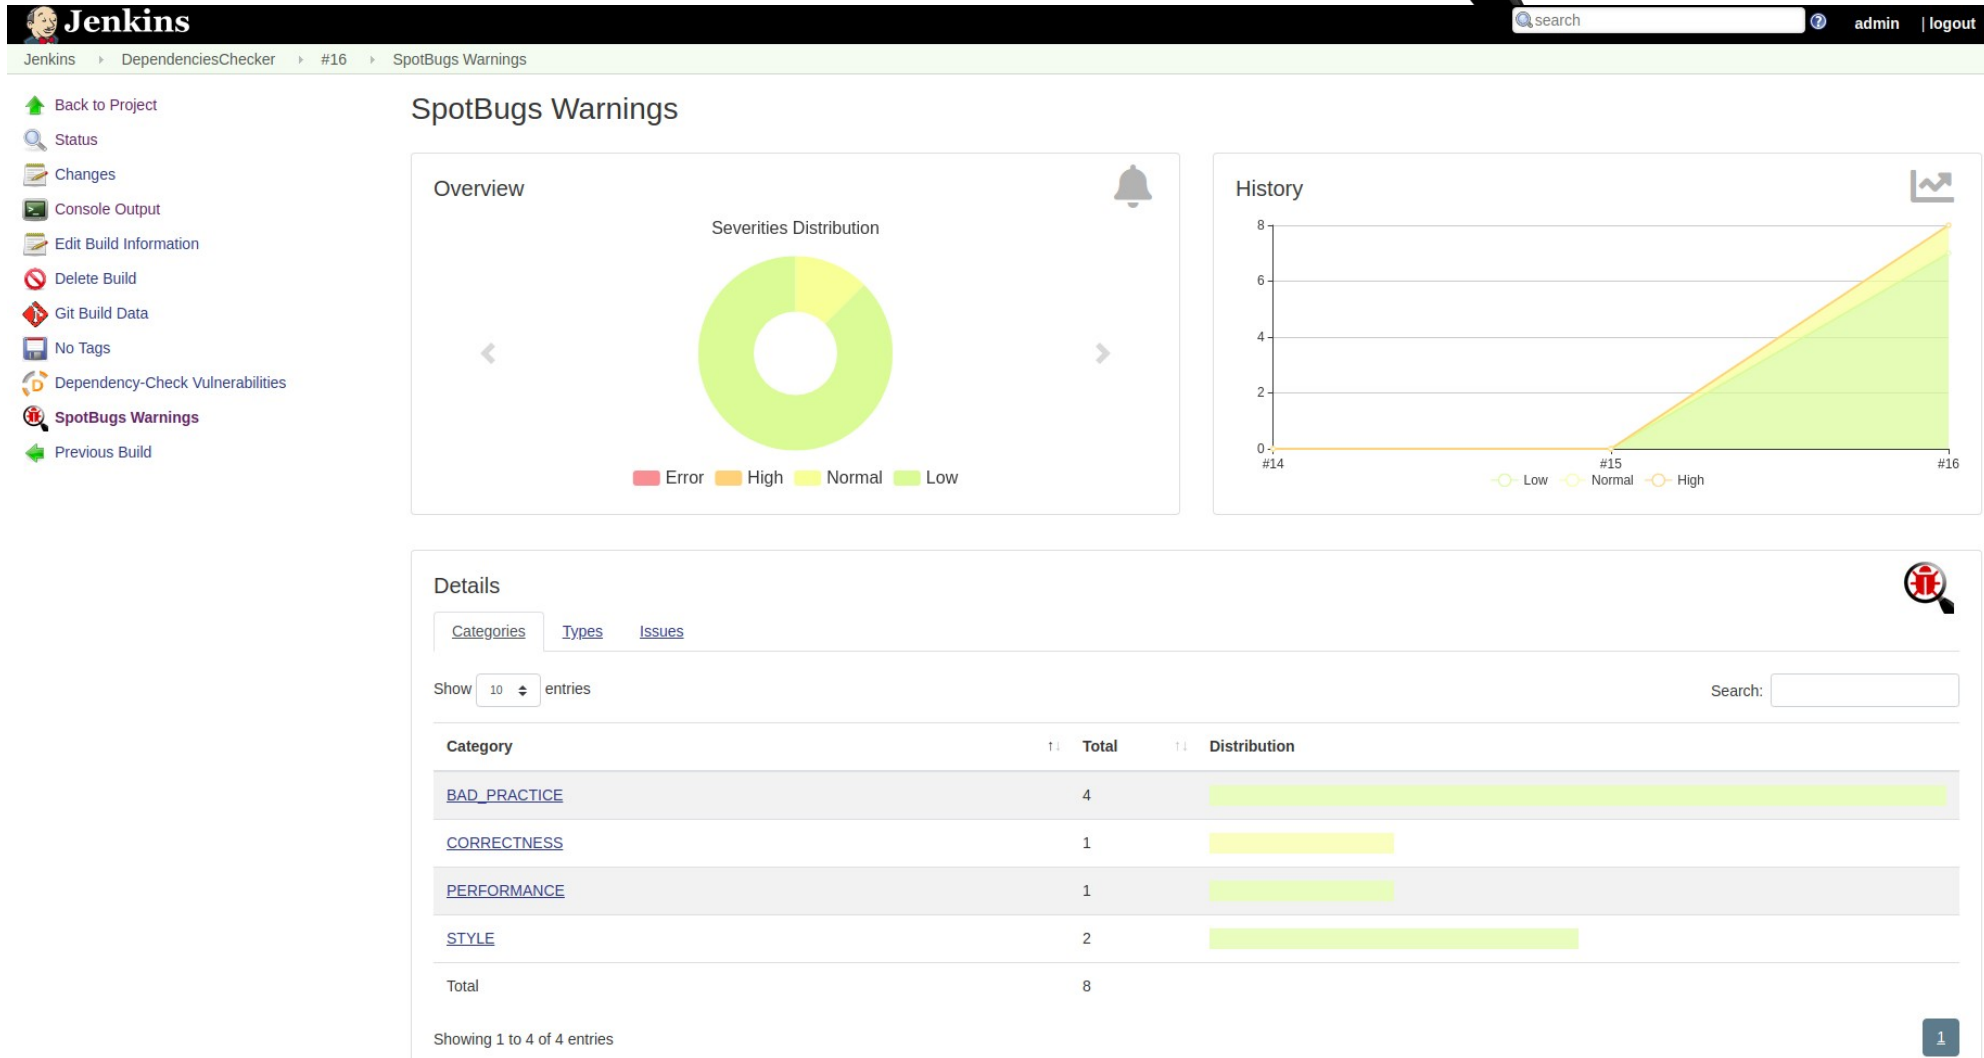 Jenkins
search
admin | logout
Jenkins DependenciesChecker #16 SpotBugs Warnings
Back to Project
Status
Changes
Console Output
Edit Build Information
Delete Build
Git Build Data
No Tags
Dependency-Check Vulnerabilities
SpotBugs Warnings
Previous Build
SpotBugs Warnings
Overview
Severities Distribution
Error High Normal Low
History
8
6
4
2
0
#14 #15 #16
Low Normal High
Details
Categories Types Issues
Show 10 entries
Search:
Category Total Distribution
BAD_PRACTICE 4
CORRECTNESS 1
PERFORMANCE 1
STYLE 2
Total 8
Showing 1 to 4 of 4 entries
1